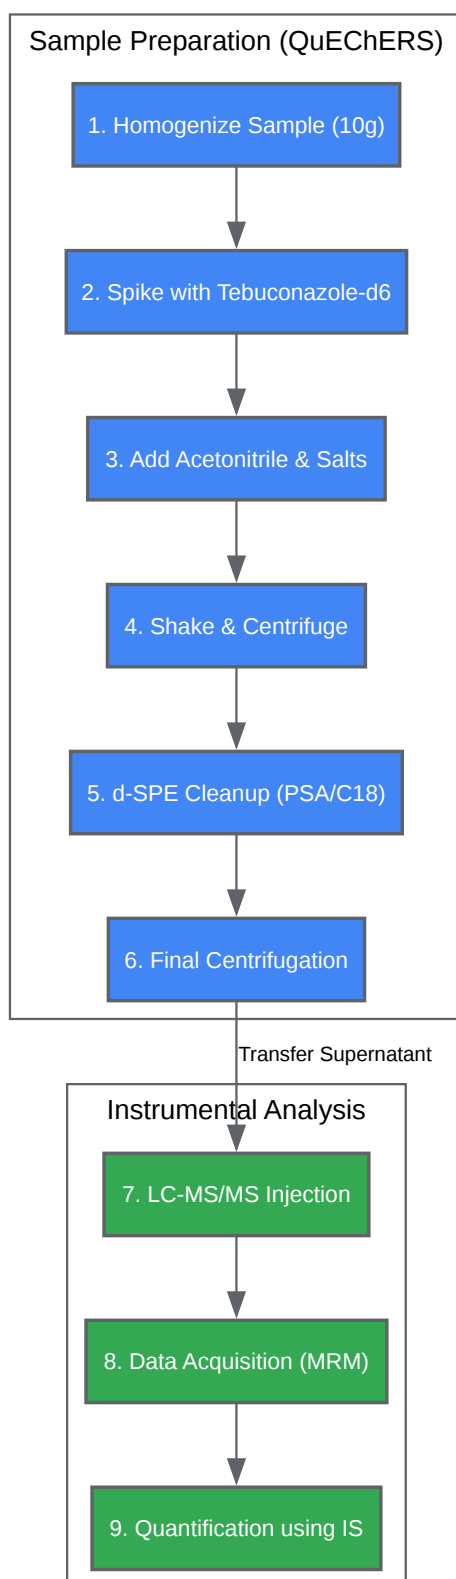 Sample Preparation (QuEChERS)
1. Homogenize Sample (10g)
2. Spike with Tebuconazole-d6
3. Add Acetonitrile & Salts
4. Shake & Centrifuge
5. d-SPE Cleanup (PSA/C18)
6. Final Centrifugation
Transfer Supernatant
Instrumental Analysis
7. LC-MS/MS Injection
8. Data Acquisition (MRM)
9. Quantification using IS